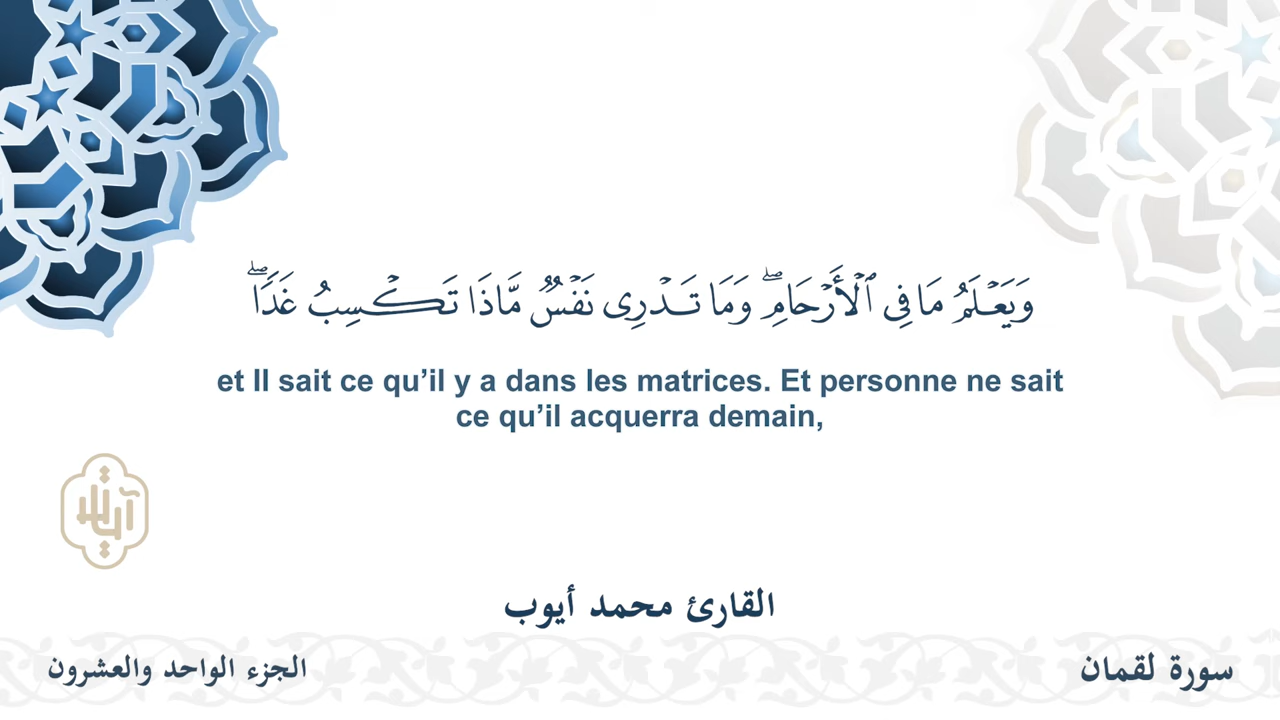 وَيَعۡلَمُ مَا فِي ٱلۡأَرۡحَامِۖ وَمَا تَدۡرِي نَفۡسٞ مَّاذَا تَكۡسِبُ غَدٗاۖ
et Il sait ce qu’il y a dans les matrices. Et personne ne sait
ce qu’il acquerra demain,
آيات
القارئ محمد أيوب
سورة لقمان
الجزء الواحد والعشرون